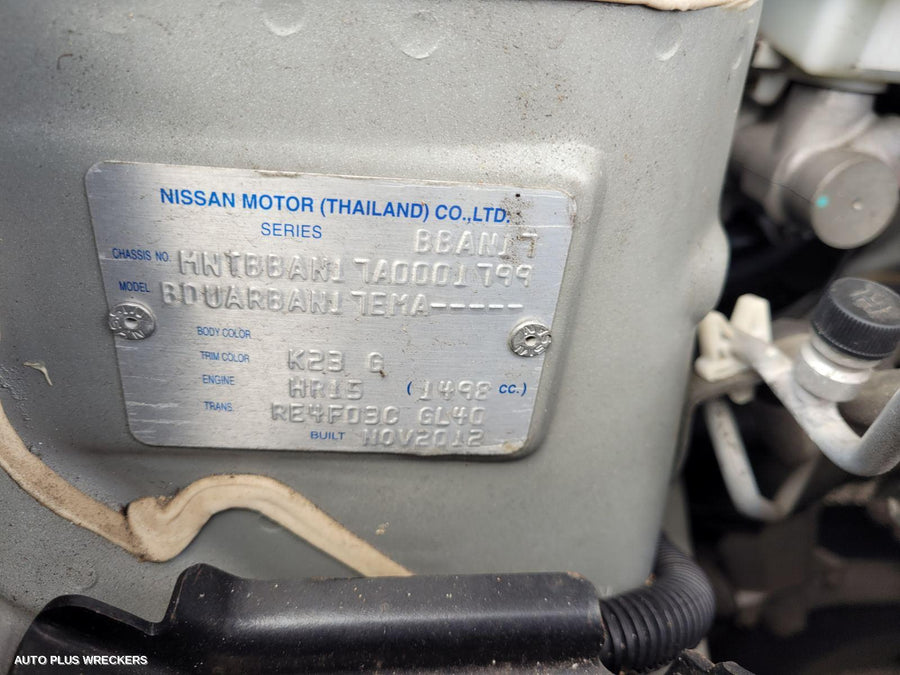 NISSAN MOTOR (THAILAND) CO.,LTD.
SERIES BBAN17
CHASSIS NO. MNTBBAN17A0001799
MODEL BDUARBAN17EMA-----
BODY COLOR
TRIM COLOR K23 G
ENGINE HR15 (1498 cc.)
TRANS. RE4F03C GL40
BUILT NOV2012
AUTO PLUS WRECKERS